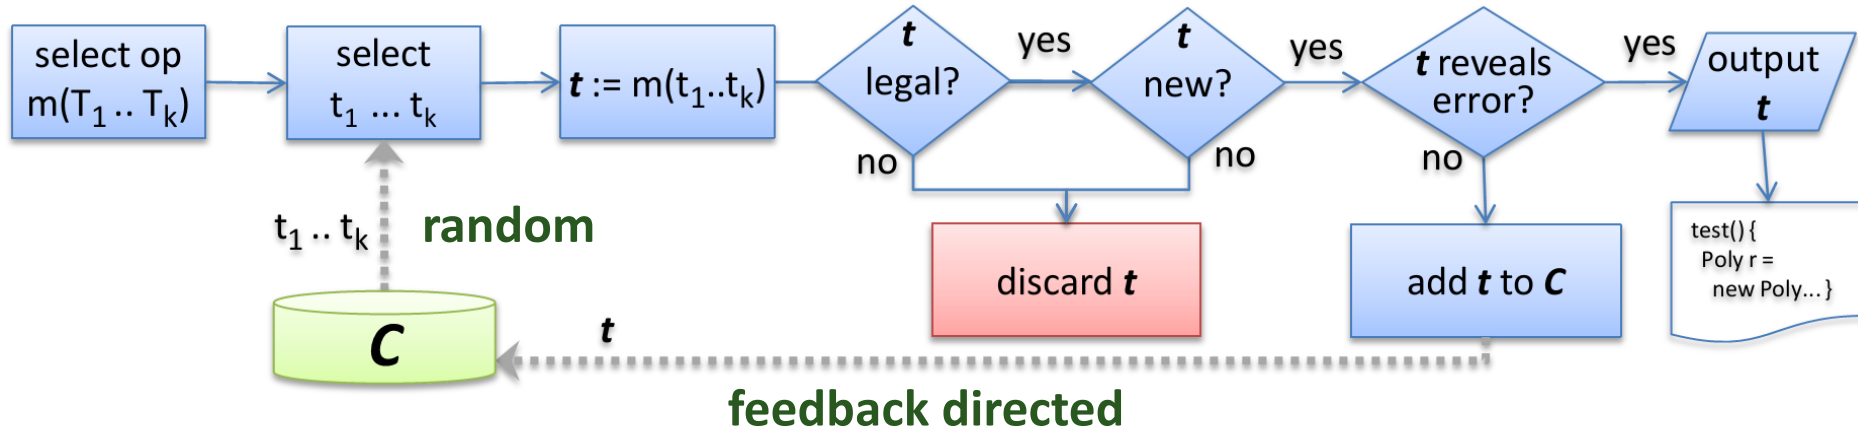 select op
m(T1 .. Tk)
select
t1 ... tk
t := m(t1..tk)
t
legal?
yes
no
t
new?
yes
no
t reveals
error?
yes
no
output
t
discard t
add t to C
test() {
Poly r =
new Poly... }
t1 .. tk
random
C
t
feedback directed